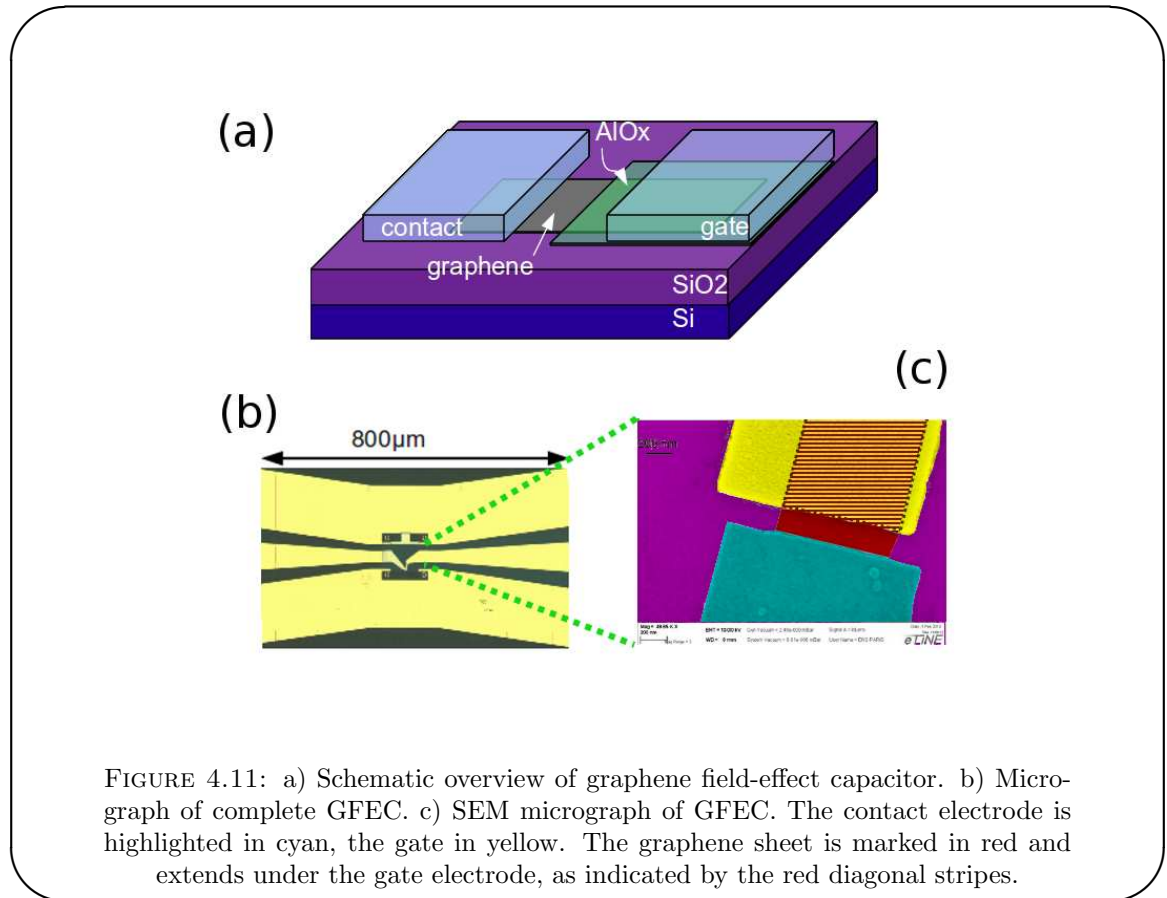 (a)
AlOx
contact
gate
graphene
SiO2
Si
(c)
(b)
800µm
eLiNE
FIGURE 4.11: a) Schematic overview of graphene field-effect capacitor. b) Micro-
graph of complete GFEC. c) SEM micrograph of GFEC. The contact electrode is
highlighted in cyan, the gate in yellow. The graphene sheet is marked in red and
extends under the gate electrode, as indicated by the red diagonal stripes.